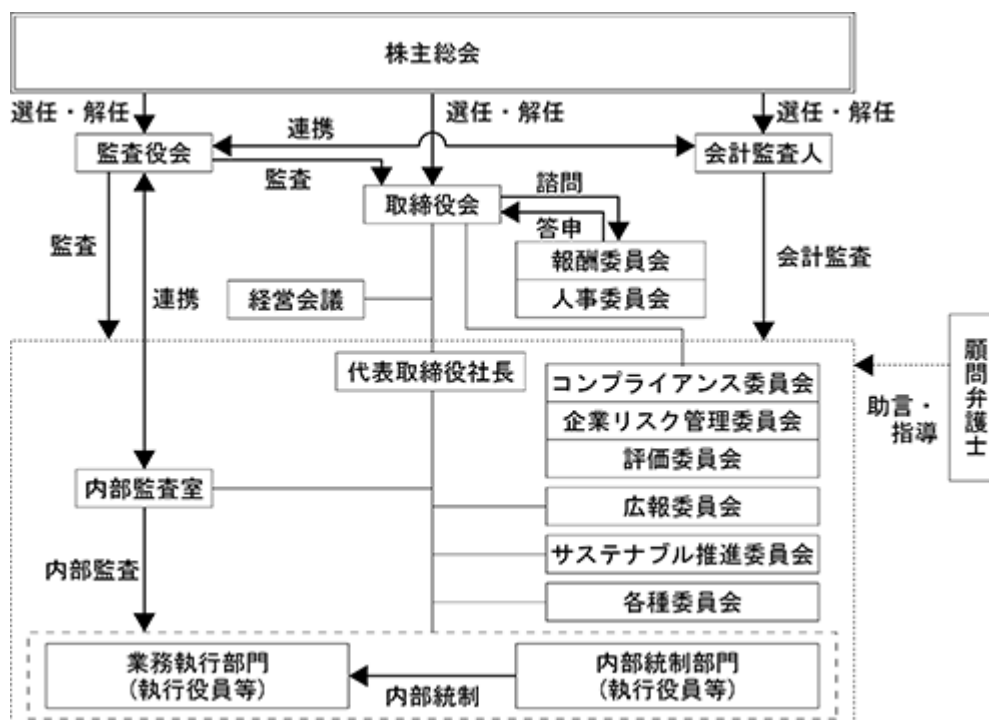 株主総会
選任・解任
選任・解任
選任・解任
連携
監査役会
会計監査人
監査
取締役会
諮問
答申
報酬委員会
人事委員会
監査
会計監査
連携
経営会議
代表取締役社長
コンプライアンス委員会
企業リスク管理委員会
評価委員会
顧問弁護士
助言・
指導
内部監査室
広報委員会
サステナブル推進委員会
各種委員会
内部監査
業務執行部門
(執行役員等)
内部統制
内部統制部門
(執行役員等)